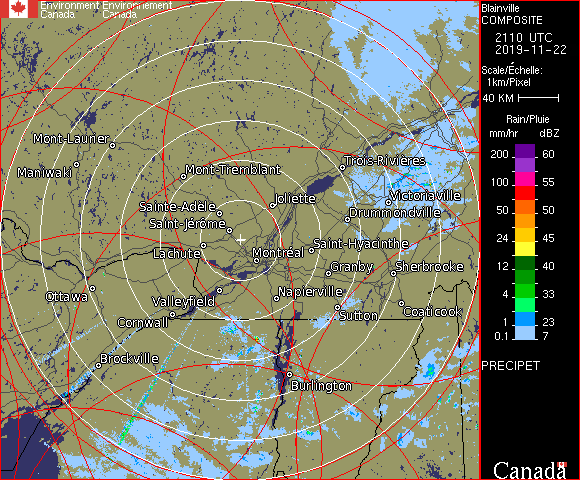 Environment Environnement
Canada Canada
Blainville
COMPOSITE
2110 UTC
2019-11-22
Scale/Échelle:
1km/Pixel
40 KM
Rain/Pluie
mm/hr dBZ
200 60
100 55
50 50
24 45
12 40
4 33
1 23
0.1 7
PRECIPET
Canada
Mont-Laurier
Maniwaki
Mont-Tremblant
Trois-Rivières
Victoriaville
Joliette
Sainte-Adèle
Drummondville
Saint-Jérôme
Saint-Hyacinthe
Lachute
Montréal
Granby
Sherbrooke
Ottawa
Valleyfield
Napierville
Sutton
Coaticook
Cornwall
Brockville
Burlington